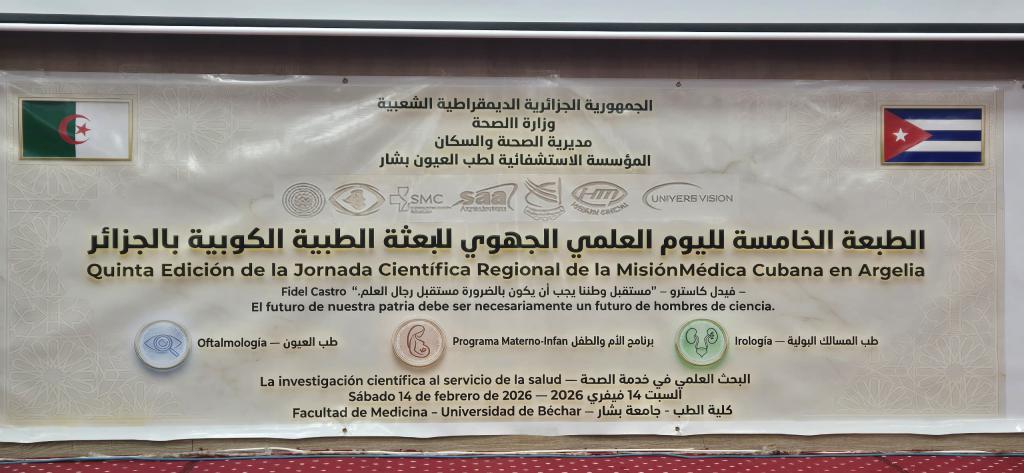 الجمهورية الجزائرية الديمقراطية الشعبية
وزارة االصحة
مديرية الصحة والسكان
المؤسسة الاستشفائية لطب العيون بشار
SMC
saa
HM
UNIVERS VISION
الطبعة الخامسة لليوم العلمي الجهوي للبعثة الطبية الكوبية بالجزائر
Quinta Edición de la Jornada Científica Regional de la MisiónMédica Cubana en Argelia
Fidel Castro "مستقبل وطننا يجب أن يكون بالضرورة مستقبل رجال العلم." – فيدل كاسترو –
El futuro de nuestra patria debe ser necesariamente un futuro de hombres de ciencia.
Oftalmología — طب العيون
Programa Materno-Infan برنامج الأم والطفل
Irología — طب المسالك البولية
La investigación científica al servicio de la salud — البحث العلمي في خدمة الصحة
Sábado 14 de febrero de 2026 — السبت 14 فيفري 2026
Facultad de Medicina – Universidad de Béchar — كلية الطب - جامعة بشار